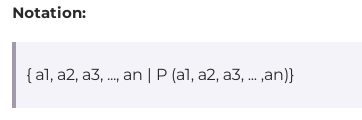 Notation:
{ a1, a2, a3, ..., an | P (a1, a2, a3, ... ,an)}